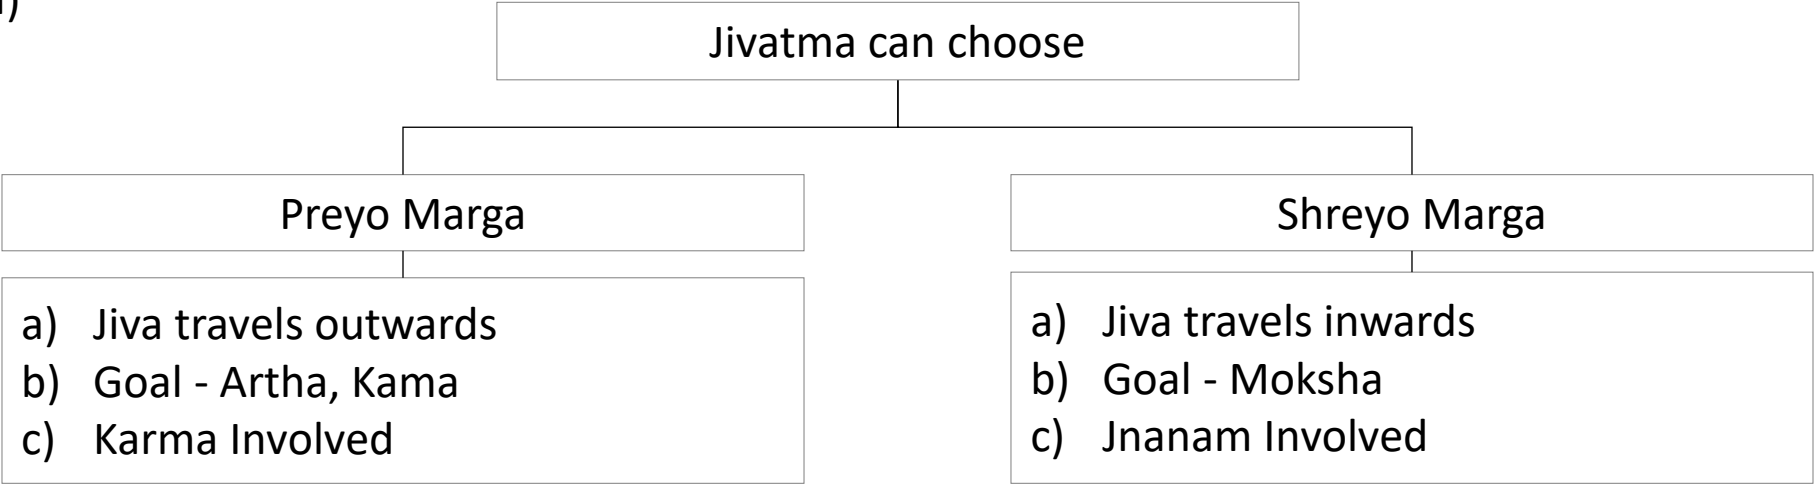 Jivatma can choose
Preyo Marga
a) Jiva travels outwards
b) Goal - Artha, Kama
c) Karma Involved
Shreyo Marga
a) Jiva travels inwards
b) Goal - Moksha
c) Jnanam Involved